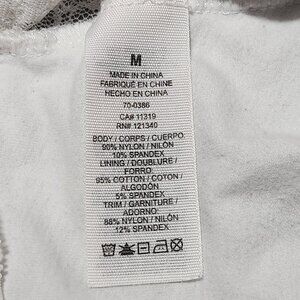 M
MADE IN CHINA
FABRIQUÉ EN CHINE
HECHO EN CHINA
70-0386
CA# 11319
RN# 121340
BODY / CORPS / CUERPO:
90% NYLON / NILÓN
10% SPANDEX
LINING / DOUBLURE /
FORRO:
95% COTTON / COTON /
ALGODÓN
5% SPANDEX
TRIM / GARNITURE /
ADORNO:
88% NYLON / NILÓN
12% SPANDEX